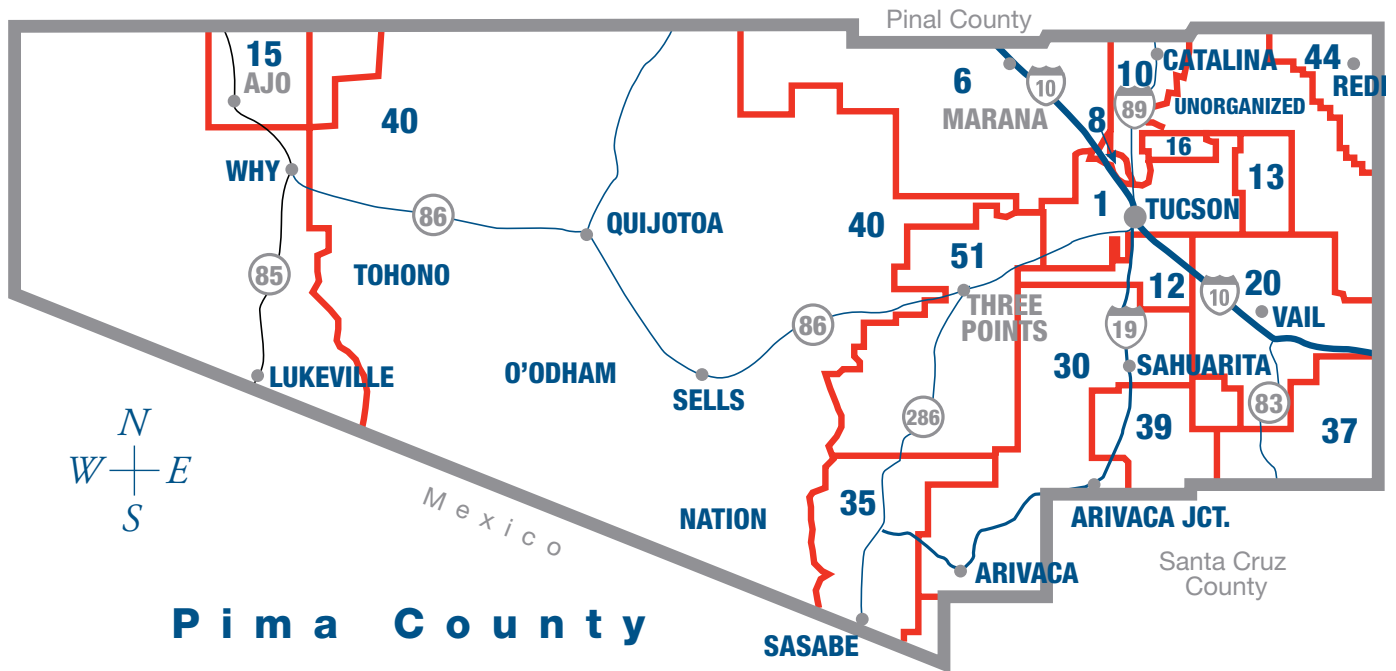 Pinal County
15
AJO
40
6
MARANA
10
10
CATALINA
89
UNORGANIZED
44
REDI
8
16
13
WHY
86
QUIJOTOA
40
51
1
TUCSON
85
TOHONO
86
THREE
POINTS
12
10
20
VAIL
19
LUKEVILLE
O'ODHAM
SELLS
30
SAHUARITA
286
83
39
37
N
W E
S
Mexico
NATION
35
ARIVACA JCT.
ARIVACA
Santa Cruz
County
Pima County
SASABE